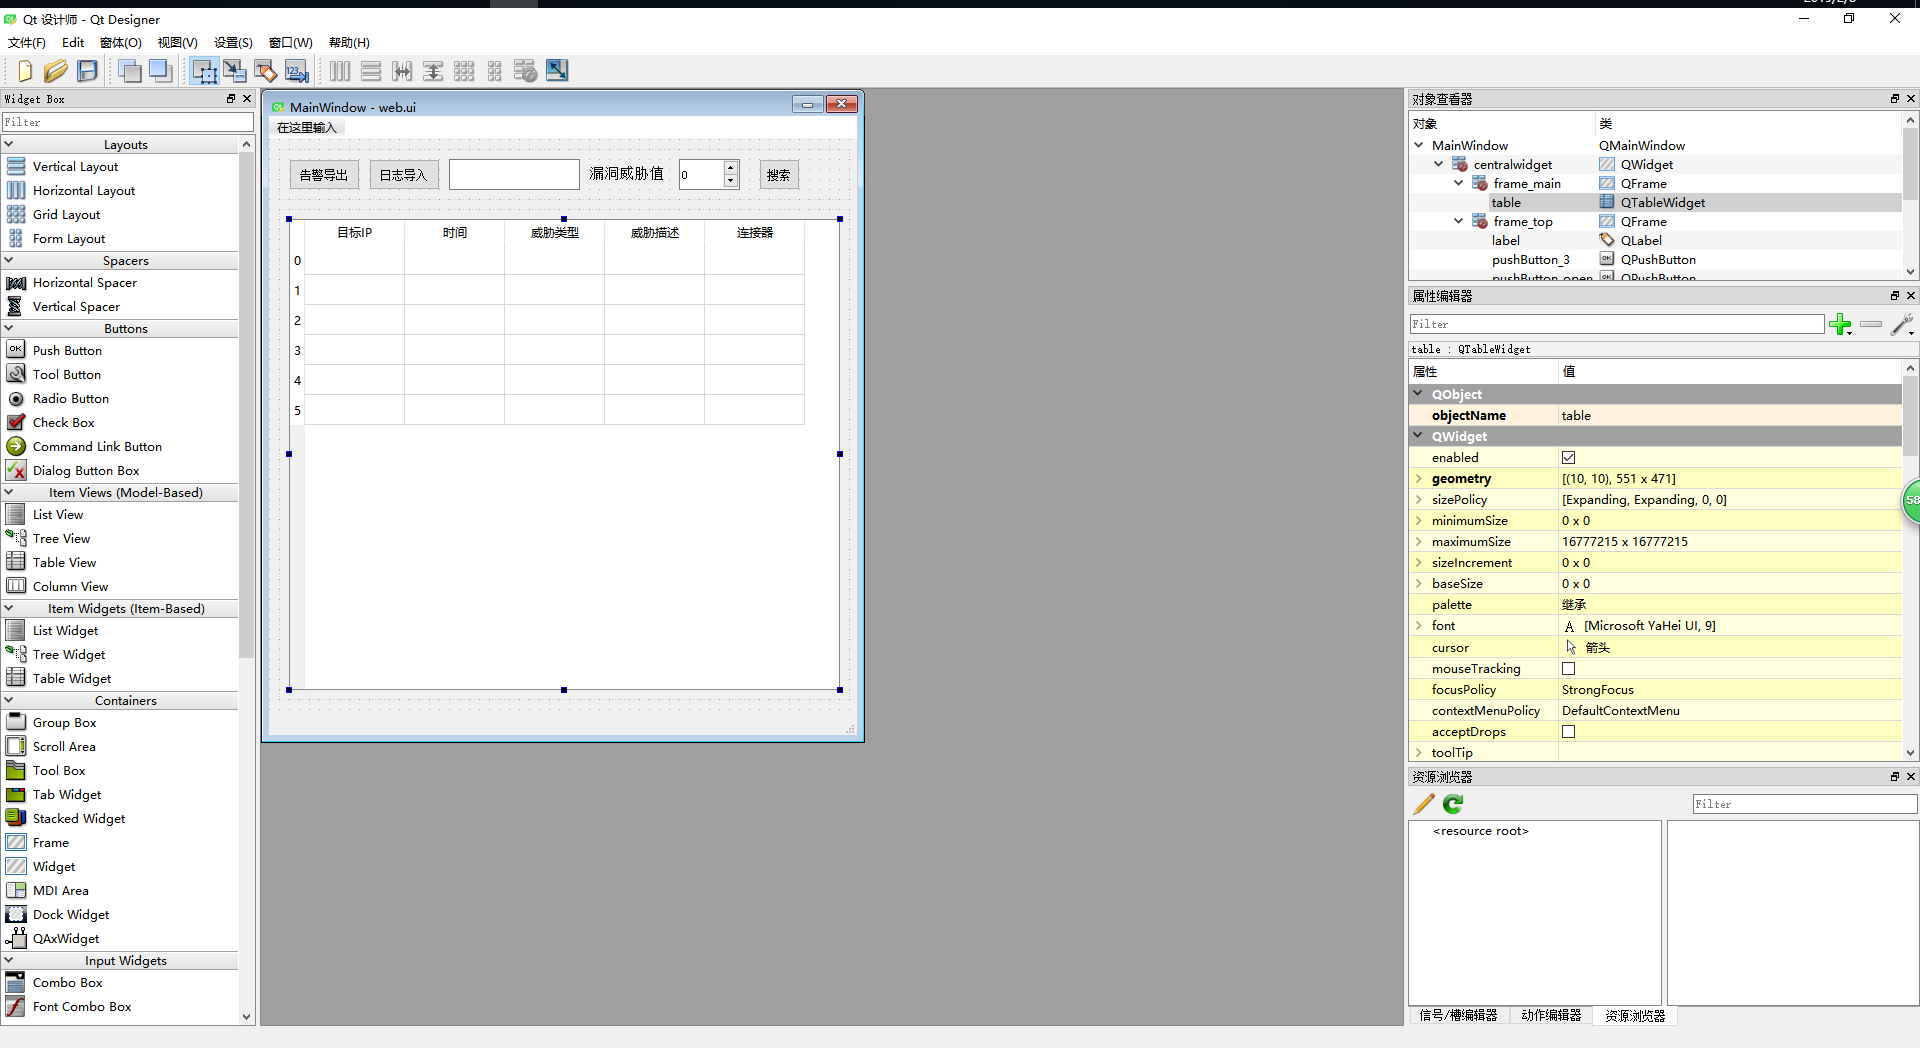 Qt 设计师 - Qt Designer
文件(F) Edit 窗体(O) 视图(V) 设置(S) 窗口(W) 帮助(H)
Widget Box
Filter
Layouts
Vertical Layout
Horizontal Layout
Grid Layout
Form Layout
Spacers
Horizontal Spacer
Vertical Spacer
Buttons
Push Button
Tool Button
Radio Button
Check Box
Command Link Button
Dialog Button Box
Item Views (Model-Based)
List View
Tree View
Table View
Column View
Item Widgets (Item-Based)
List Widget
Tree Widget
Table Widget
Containers
Group Box
Scroll Area
Tool Box
Tab Widget
Stacked Widget
Frame
Widget
MDI Area
Dock Widget
QAxWidget
Input Widgets
Combo Box
Font Combo Box
MainWindow - web.ui
在这里输入
告警导出 日志导入 漏洞威胁值 0 搜索
目标IP 时间 威胁类型 威胁描述 连接器
0
1
2
3
4
5
对象查看器
对象 类
MainWindow QMainWindow
centralwidget QWidget
frame_main QFrame
table QTableWidget
frame_top QFrame
label QLabel
pushButton_3 QPushButton
pushButton_open QPushButton
属性编辑器
Filter
table : QTableWidget
属性 值
QObject
objectName table
QWidget
enabled
geometry [(10, 10), 551 x 471]
sizePolicy [Expanding, Expanding, 0, 0]
minimumSize 0 x 0
maximumSize 16777215 x 16777215
sizeIncrement 0 x 0
baseSize 0 x 0
palette 继承
font A [Microsoft YaHei UI, 9]
cursor 箭头
mouseTracking
focusPolicy StrongFocus
contextMenuPolicy DefaultContextMenu
acceptDrops
toolTip
58
资源浏览器
Filter
<resource root>
信号/槽编辑器 动作编辑器 资源浏览器